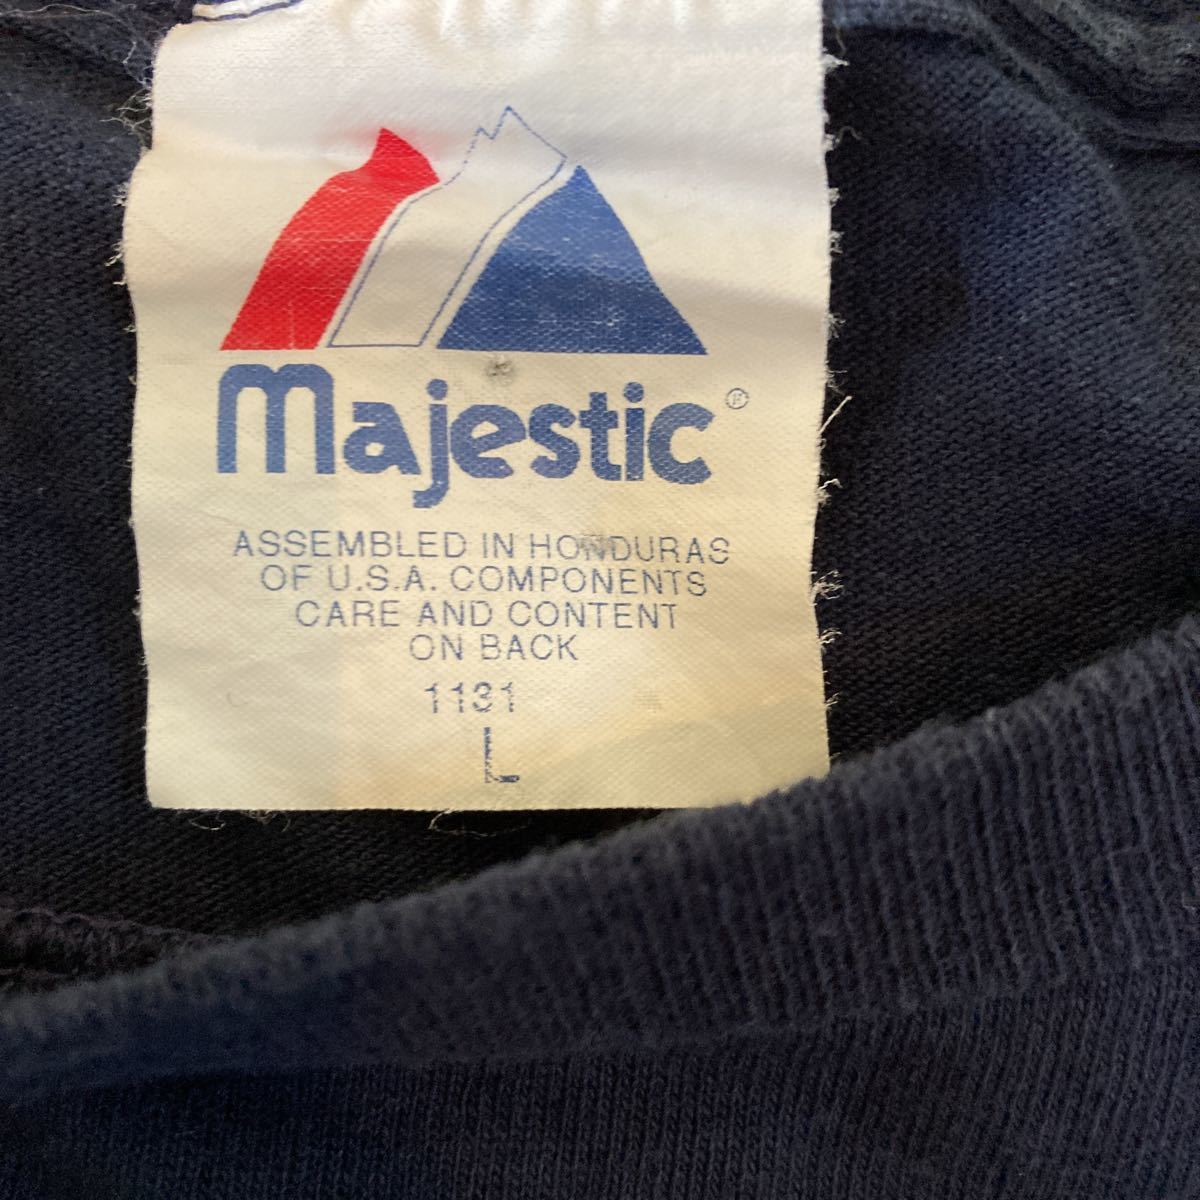 Majestic®
ASSEMBLED IN HONDURAS
OF U.S.A. COMPONENTS
CARE AND CONTENT
ON BACK
1131
L